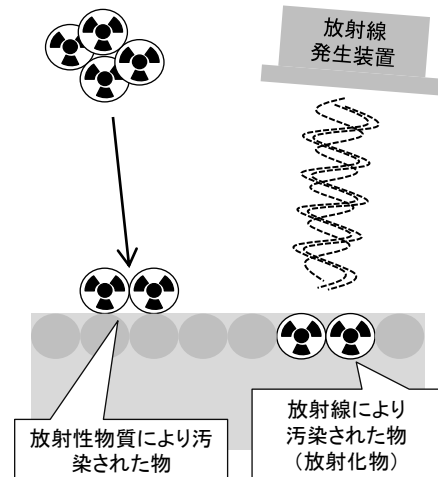 放射線
発生装置
放射性物質により汚
染された物
放射線により
汚染された物
(放射化物)